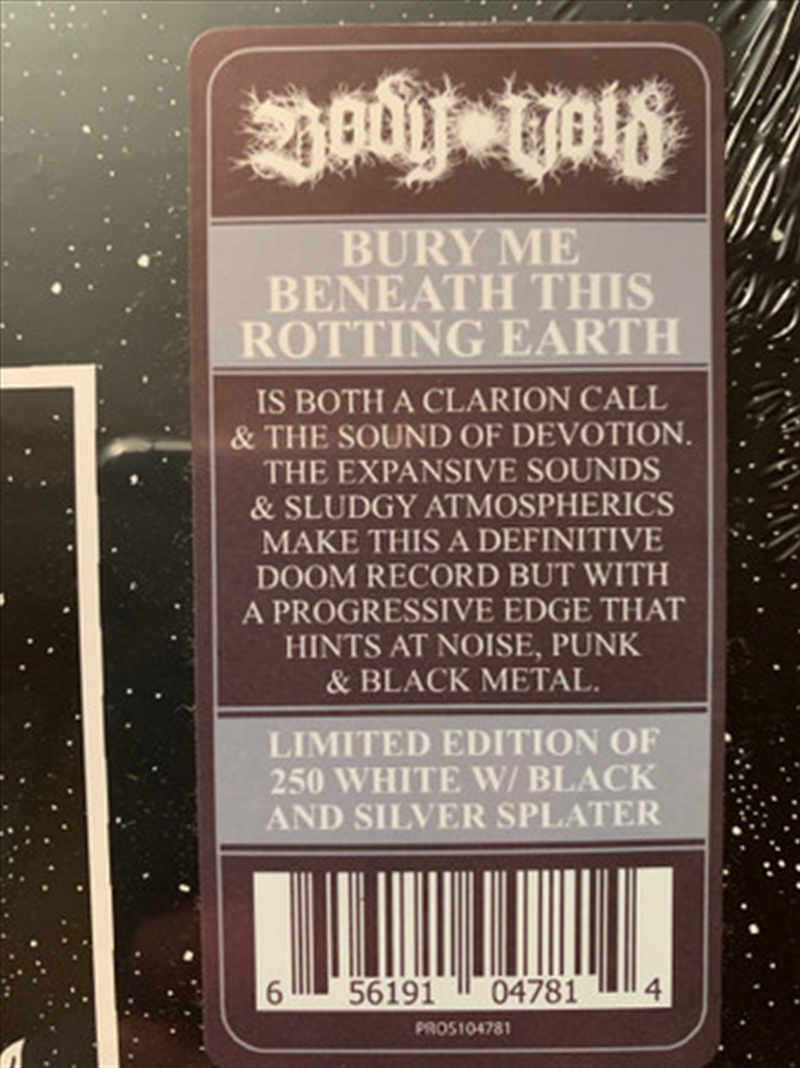 Body Void
BURY ME
BENEATH THIS
ROTTING EARTH
IS BOTH A CLARION CALL
& THE SOUND OF DEVOTION.
THE EXPANSIVE SOUNDS
& SLUDGY ATMOSPHERICS
MAKE THIS A DEFINITIVE
DOOM RECORD BUT WITH
A PROGRESSIVE EDGE THAT
HINTS AT NOISE, PUNK
& BLACK METAL.
LIMITED EDITION OF
250 WHITE W/ BLACK
AND SILVER SPLATER
6 56191 04781 4
PRO5104781